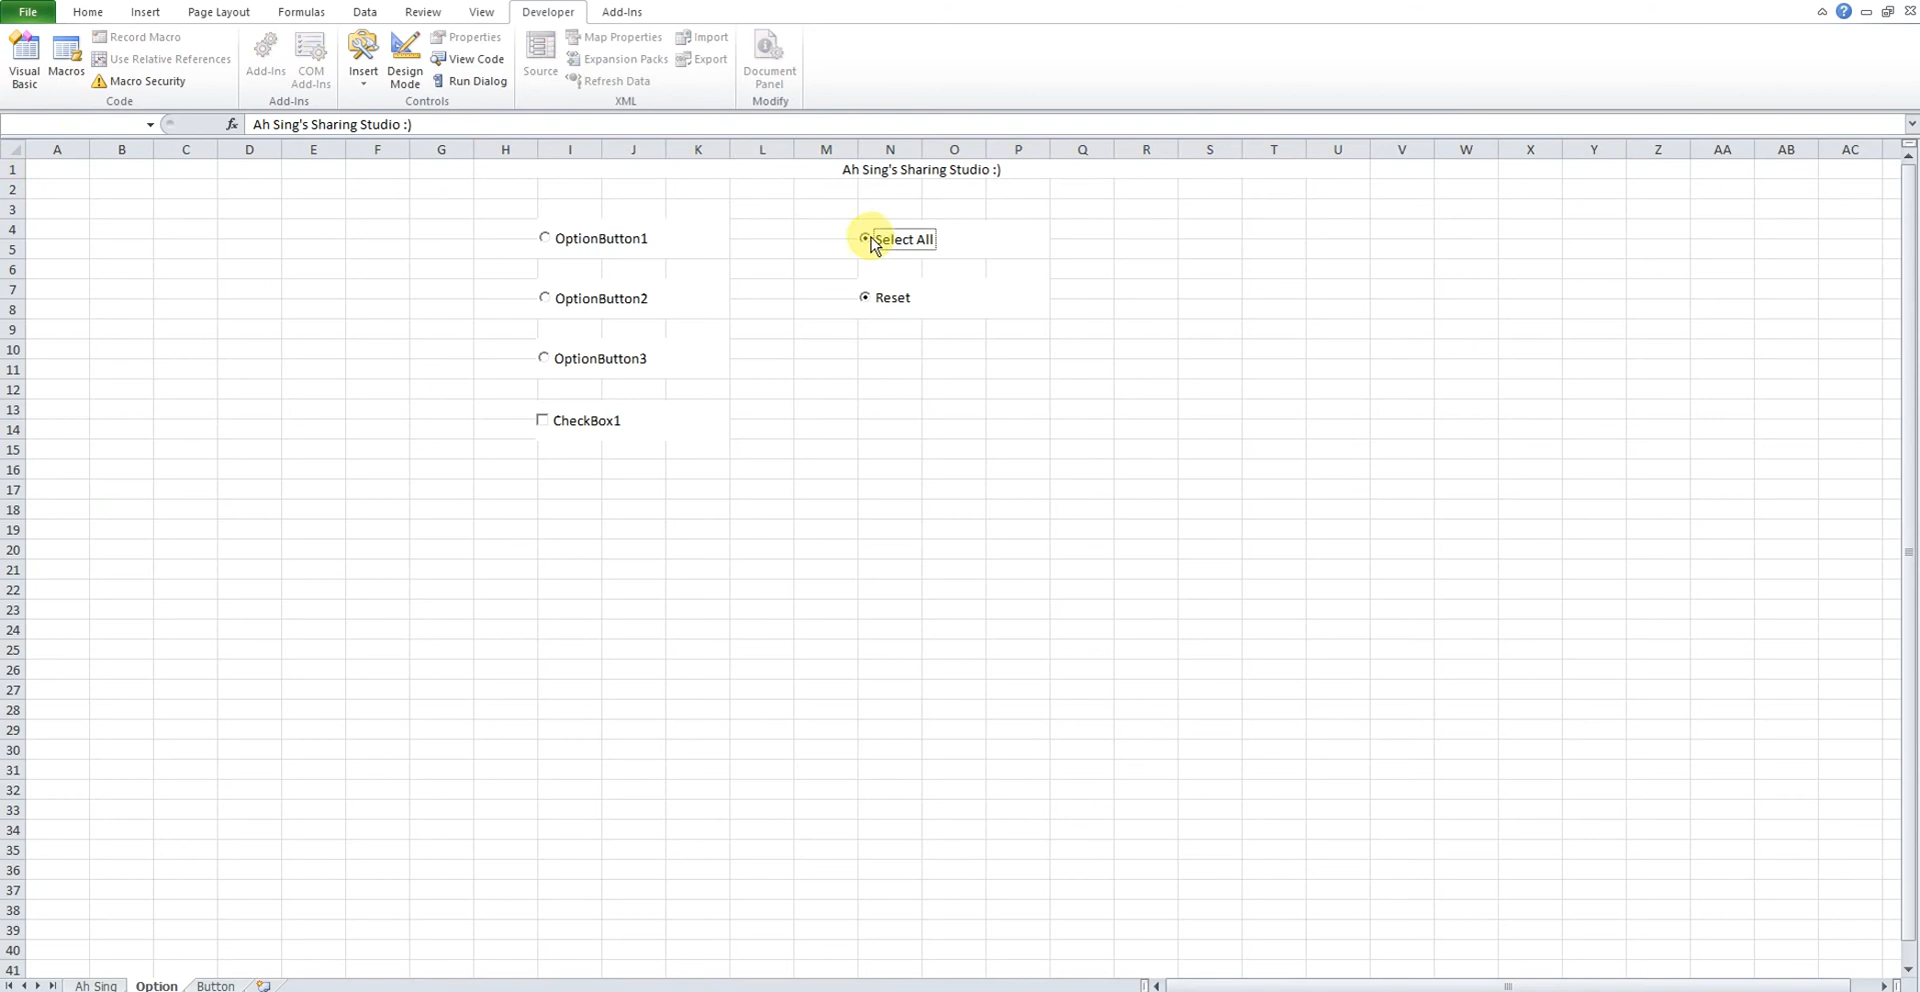 File Home Insert Page Layout Formulas Data Review View Developer Add-Ins
Visual Basic
Macros
Record Macro
Use Relative References
Macro Security
Code
Add-Ins
COM Add-Ins
Add-Ins
Insert
Design Mode
Properties
View Code
Run Dialog
Controls
Source
Map Properties
Expansion Packs
Refresh Data
Import
Export
XML
Document Panel
Modify
fx Ah Sing's Sharing Studio :)
A B C D E F G H I J K L M N O P Q R S T U V W X Y Z AA AB AC
1 Ah Sing's Sharing Studio :)
2
3
4 OptionButton1 Select All
5
6
7 OptionButton2 Reset
8
9
10 OptionButton3
11
12
13 CheckBox1
14
15
16
17
18
19
20
21
22
23
24
25
26
27
28
29
30
31
32
33
34
35
36
37
38
39
40
41
Ah Sing Option Button